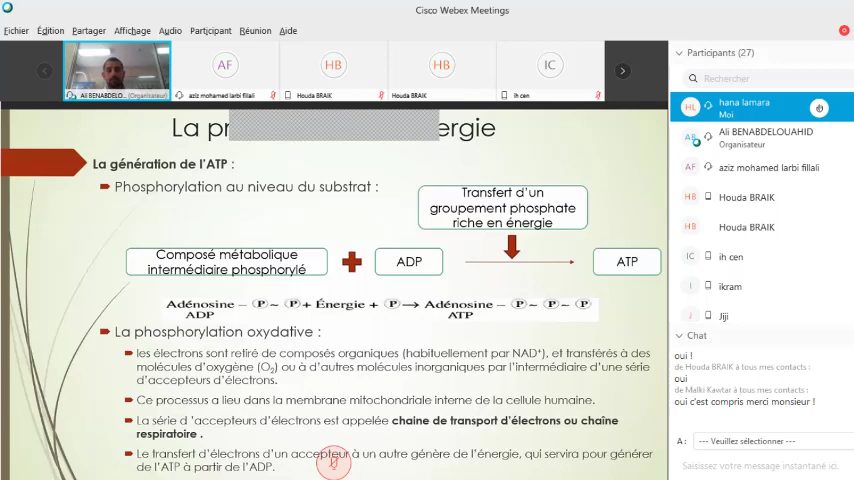 Cisco Webex Meetings
Fichier Édition Partager Affichage Audio Participant Réunion Aide
AF HB HB IC
Ali BENABDELO... (Organisateur) aziz mohamed larbi fillali Houda BRAIK Houda BRAIK ih cen
Participants (27)
Rechercher
HL hana lamara
Moi
AB Ali BENABDELOUAHID
Organisateur
AF aziz mohamed larbi fillali
HB Houda BRAIK
HB Houda BRAIK
IC ih cen
I ikram
J Jiji
Chat
oui !
de Houda BRAIK à tous mes contacts :
oui
de Malki Kawtar à tous mes contacts :
oui c'est compris merci monsieur !
A : --- Veuillez sélectionner ---
Saisissez votre message instantané ici.
La pr ergie
La génération de l'ATP :
Phosphorylation au niveau du substrat :
Transfert d'un
groupement phosphate
riche en énergie
Composé métabolique
intermédiaire phosphorylé
ADP
ATP
Adénosine – P ~ P + Énergie + P → Adénosine – P ~ P ~ P
ADP ATP
La phosphorylation oxydative :
les électrons sont retiré de composés organiques (habituellement par NAD⁺), et transférés à des
molécules d'oxygène (O₂) ou à d'autres molécules inorganiques par l'intermédiaire d'une série
d'accepteurs d'électrons.
Ce processus a lieu dans la membrane mitochondriale interne de la cellule humaine.
La série d 'accepteurs d'électrons est appelée chaine de transport d'électrons ou chaîne
respiratoire .
Le transfert d'électrons d'un accepteur à un autre génère de l'énergie, qui servira pour générer
de l'ATP à partir de l'ADP.